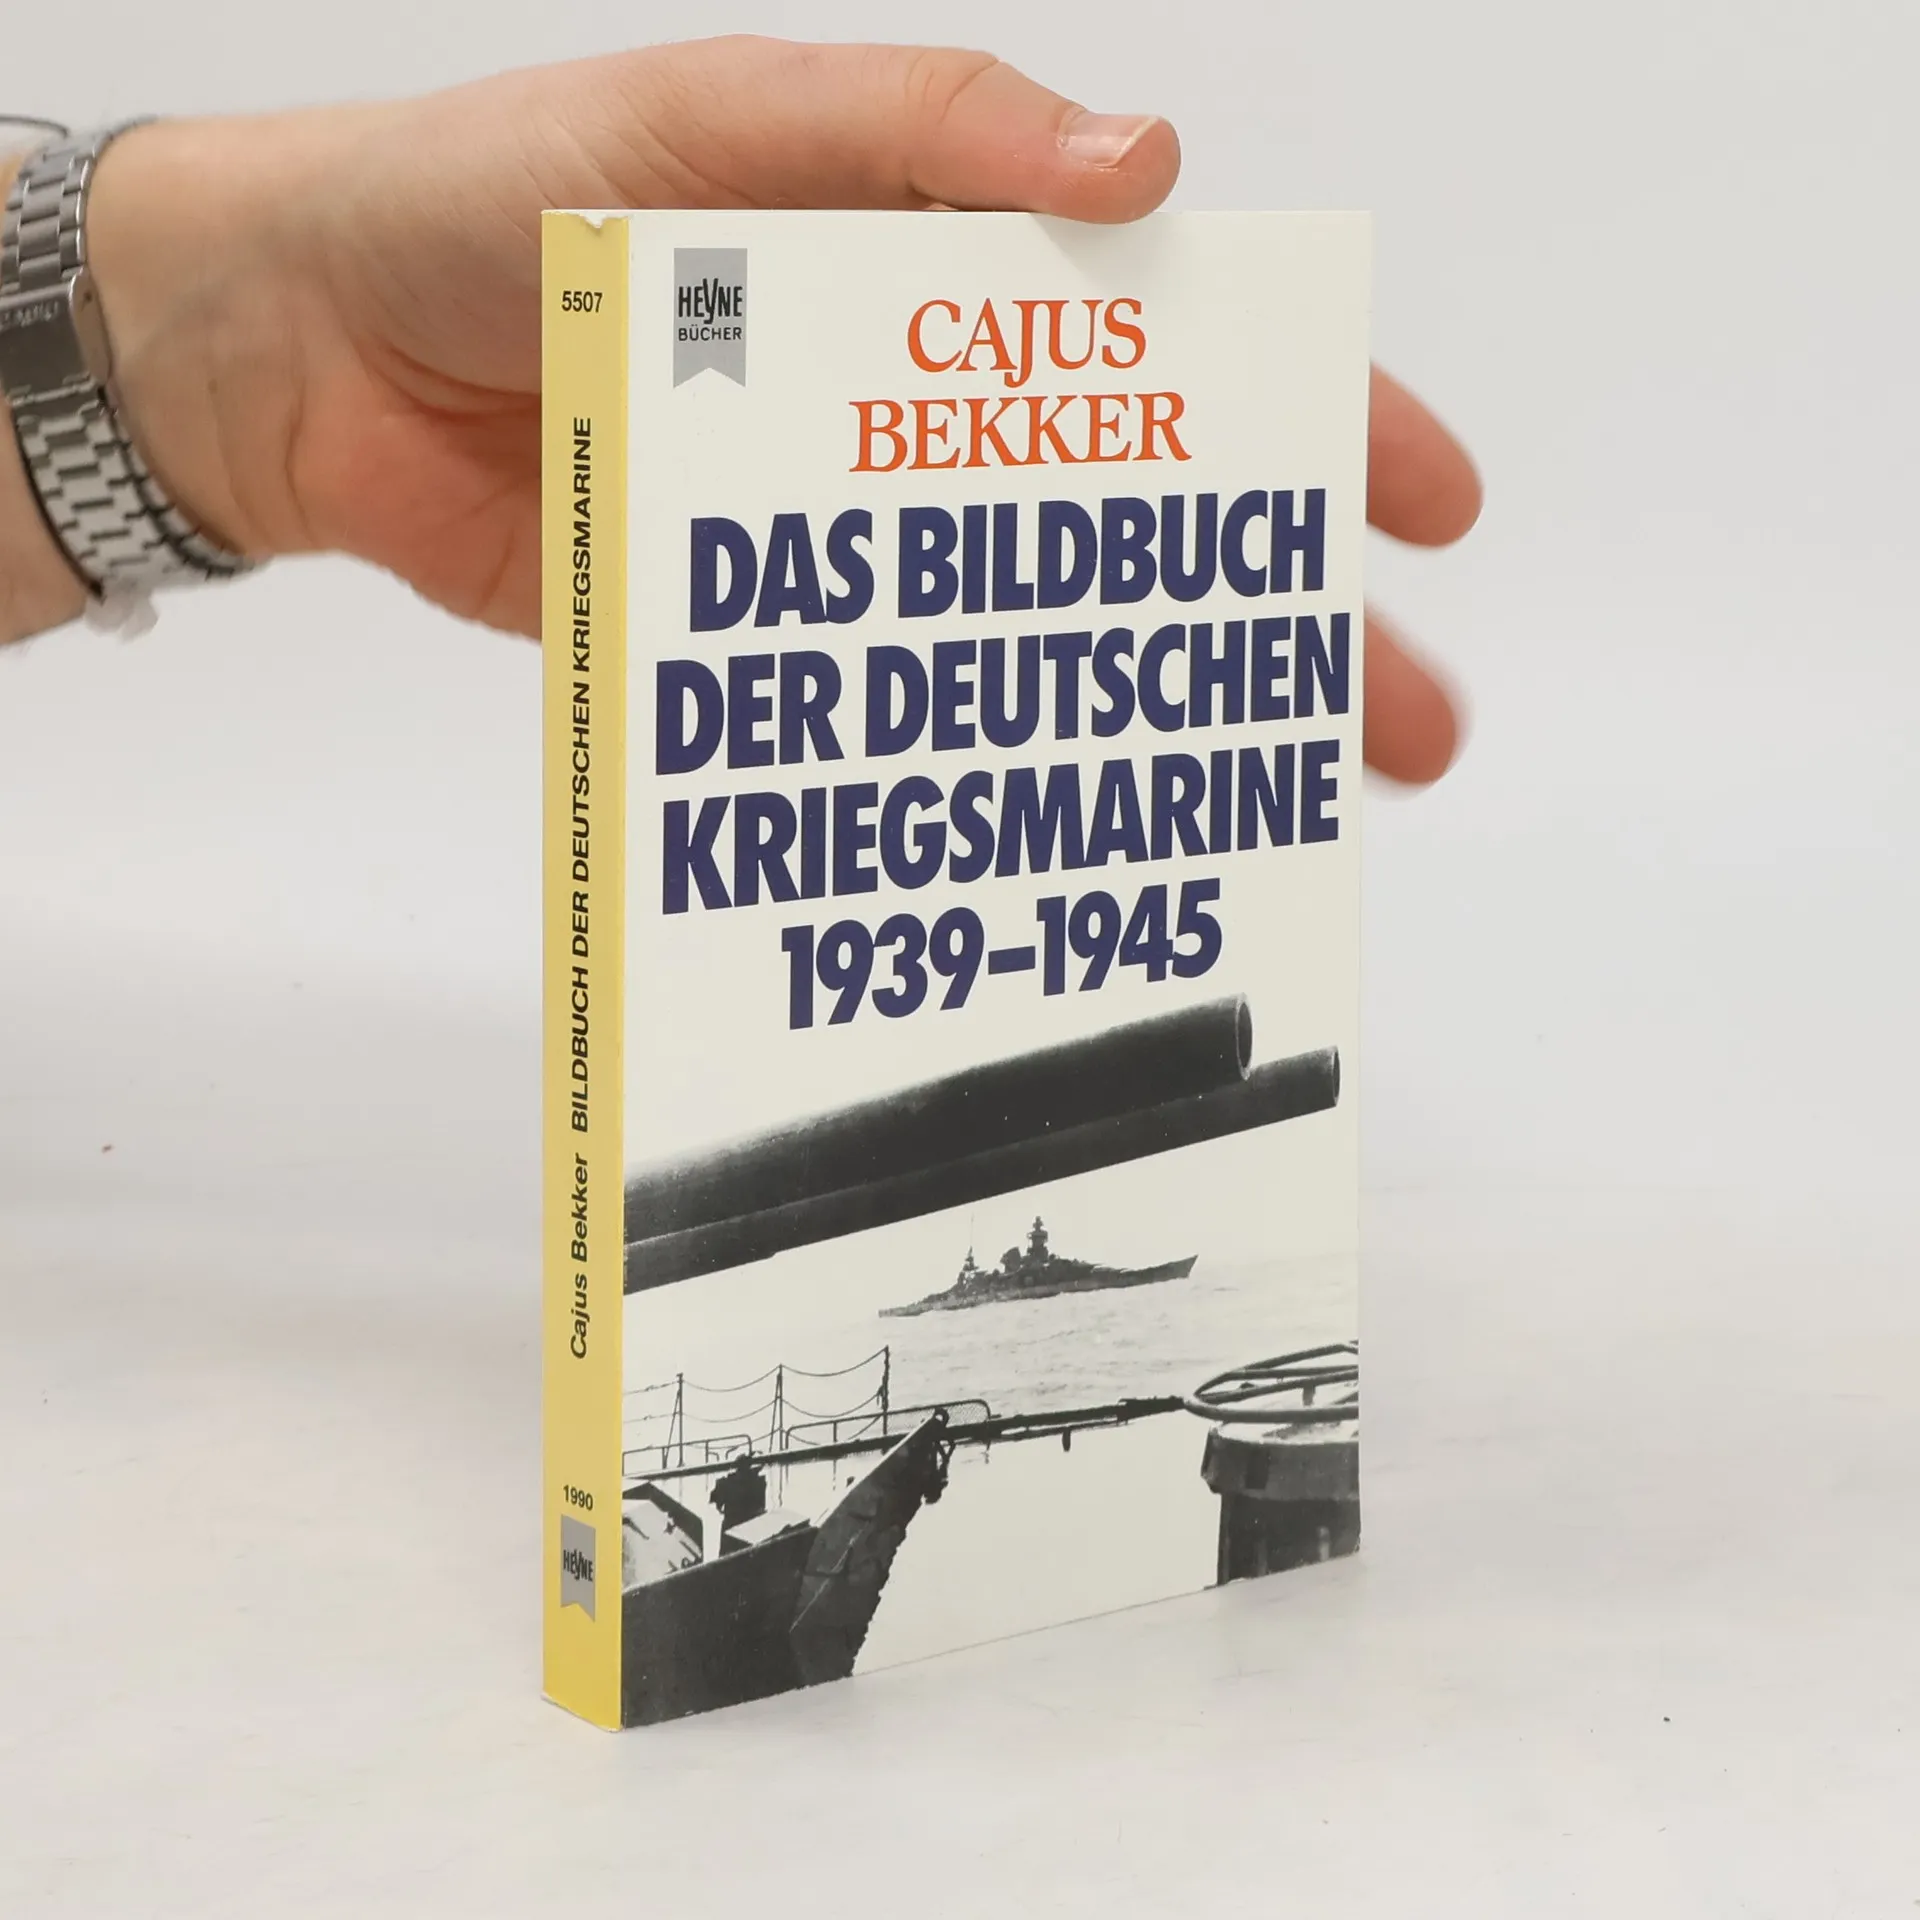 5507
Cajus Bekker BILDBUCH DER DEUTSCHEN KRIEGSMARINE
1990
HEYNE
HEYNE
BÜCHER
CAJUS
BEKKER
DAS BILDBUCH
DER DEUTSCHEN
KRIEGSMARINE
1939–1945